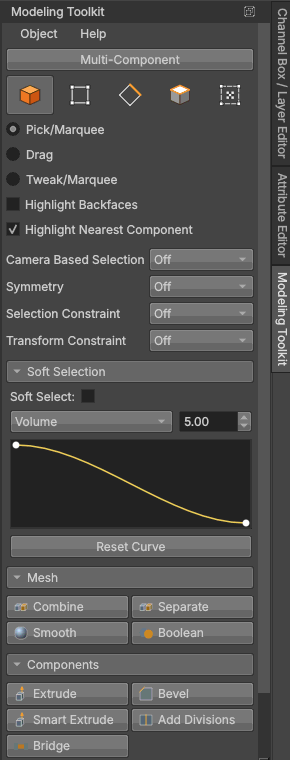 Modeling Toolkit
Object Help
Multi-Component
Pick/Marquee
Drag
Tweak/Marquee
Highlight Backfaces
Highlight Nearest Component
Camera Based Selection Off
Symmetry Off
Selection Constraint Off
Transform Constraint Off
Soft Selection
Soft Select:
Volume 5.00
Reset Curve
Mesh
Combine Separate
Smooth Boolean
Components
Extrude Bevel
Smart Extrude Add Divisions
Bridge
Channel Box / Layer Editor
Attribute Editor
Modeling Toolkit